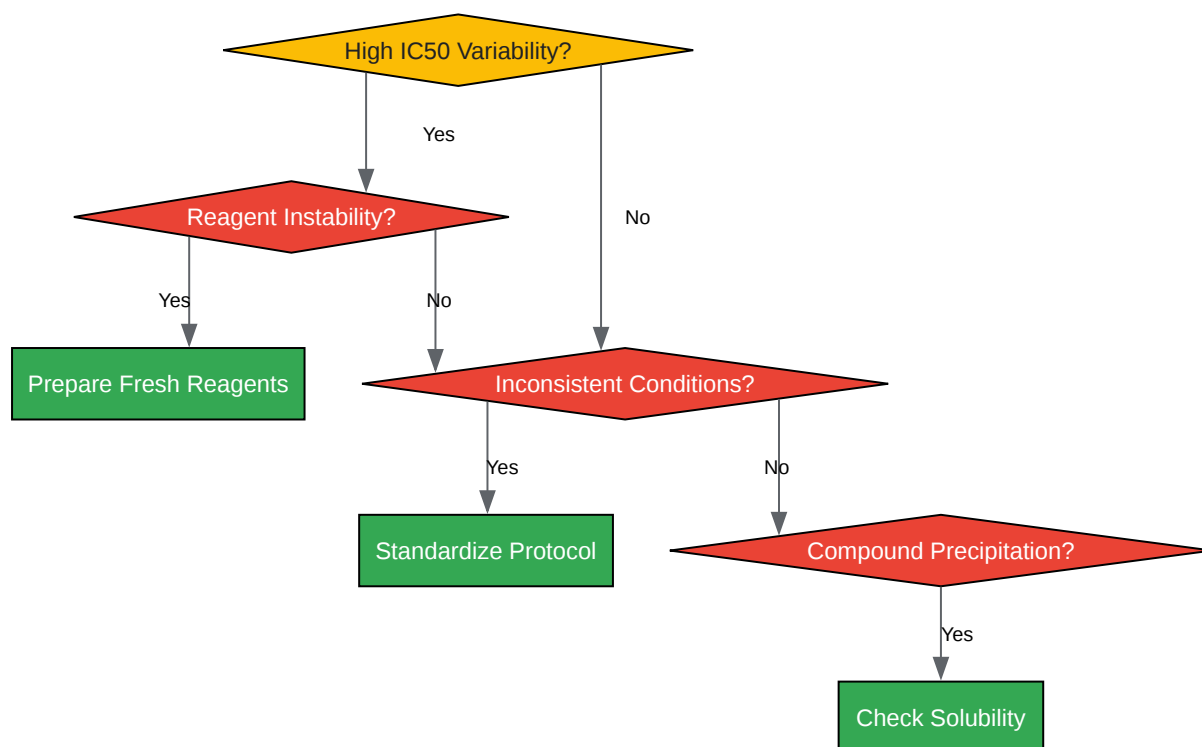 High IC50 Variability?
Yes
Reagent Instability?
No
Yes
No
Prepare Fresh Reagents
Inconsistent Conditions?
Yes
No
Standardize Protocol
Compound Precipitation?
Yes
Check Solubility